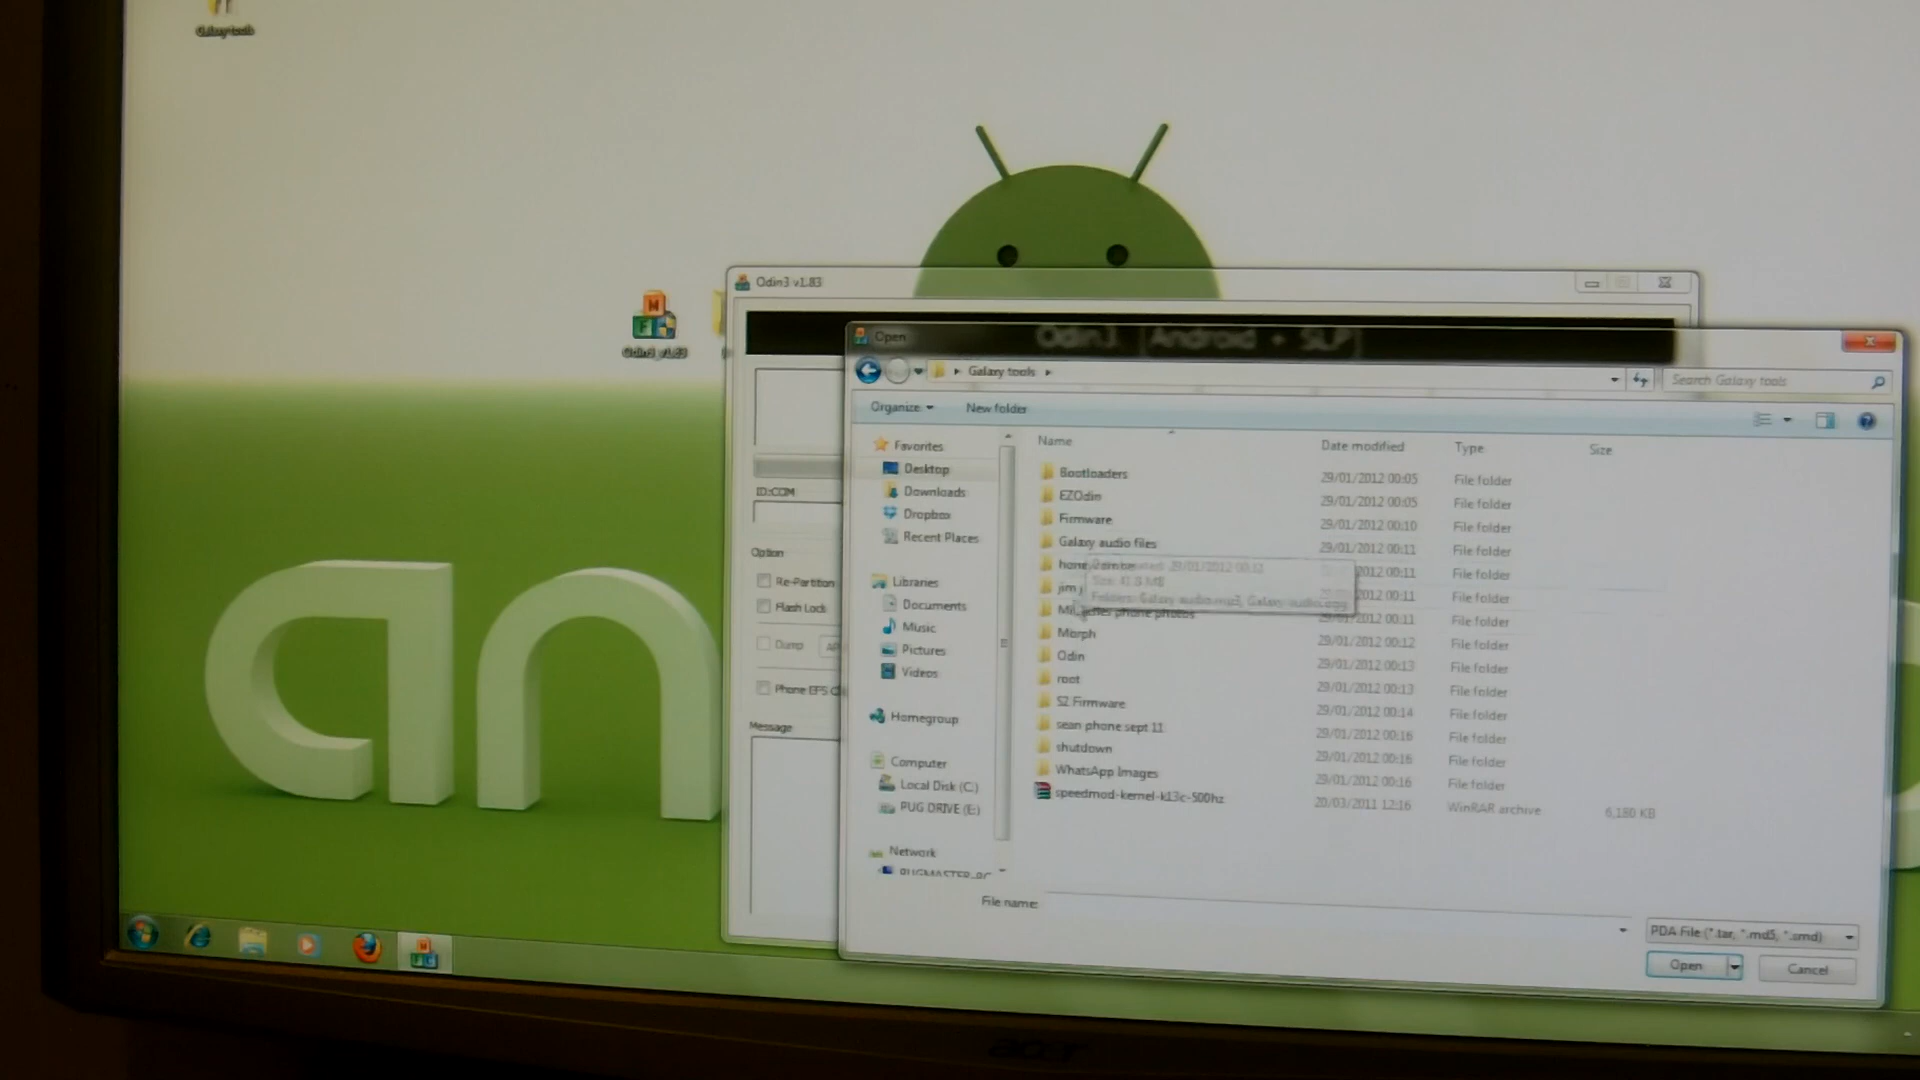 Galaxy tools
Odin3_v1.83
Odin3 v1.83
Odin3 [Android + SLP]
Open
Galaxy tools
Search Galaxy tools
Organize
New folder
Name
Date modified
Type
Size
Favorites
Desktop
Downloads
Dropbox
Recent Places
Libraries
Documents
Music
Pictures
Videos
Homegroup
Computer
Local Disk (C:)
PUG DRIVE (E:)
Network
PUGMASTER-PC
Bootloaders 29/01/2012 00:05 File folder
EZOdin 29/01/2012 00:05 File folder
Firmware 29/01/2012 00:10 File folder
Galaxy audio files 29/01/2012 00:11 File folder
29/01/2012 00:11
Size: 41.8 MB
Folders: Galaxy audio.mp3, Galaxy audio.ogg
2012 00:11 File folder
jim 2012 00:11 File folder
phone photos 29/01/2012 00:11 File folder
Morph 29/01/2012 00:12 File folder
Odin 29/01/2012 00:13 File folder
root 29/01/2012 00:13 File folder
S2 Firmware 29/01/2012 00:14 File folder
sean phone sept 11 29/01/2012 00:16 File folder
shutdown 29/01/2012 00:16 File folder
WhatsApp Images 29/01/2012 00:16 File folder
speedmod-kernel-k13c-500hz 20/03/2011 12:16 WinRAR archive 6,180 KB
File name:
PDA File (*.tar, *.md5, *.smd)
Open
Cancel
ID:COM
Option
Re-Partition
Flash Lock
Dump
AP
Phone EFS C
Message
an
acer